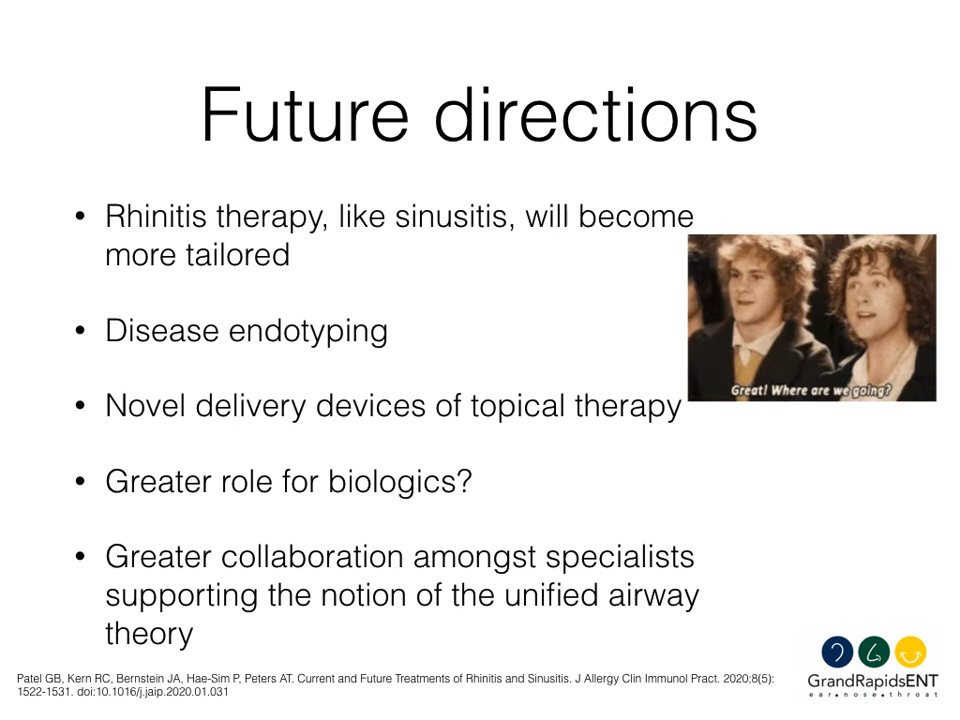 Future directions
• Rhinitis therapy, like sinusitis, will become
more tailored
• Disease endotyping
• Novel delivery devices of topical therapy
• Greater role for biologics?
• Greater collaboration amongst specialists
supporting the notion of the unified airway
theory
Great! Where are we going?
Patel GB, Kern RC, Bernstein JA, Hae-Sim P, Peters AT. Current and Future Treatments of Rhinitis and Sinusitis. J Allergy Clin Immunol Pract. 2020;8(5):
1522-1531. doi:10.1016/j.jaip.2020.01.031
GrandRapidsENT
ear.nose.throat